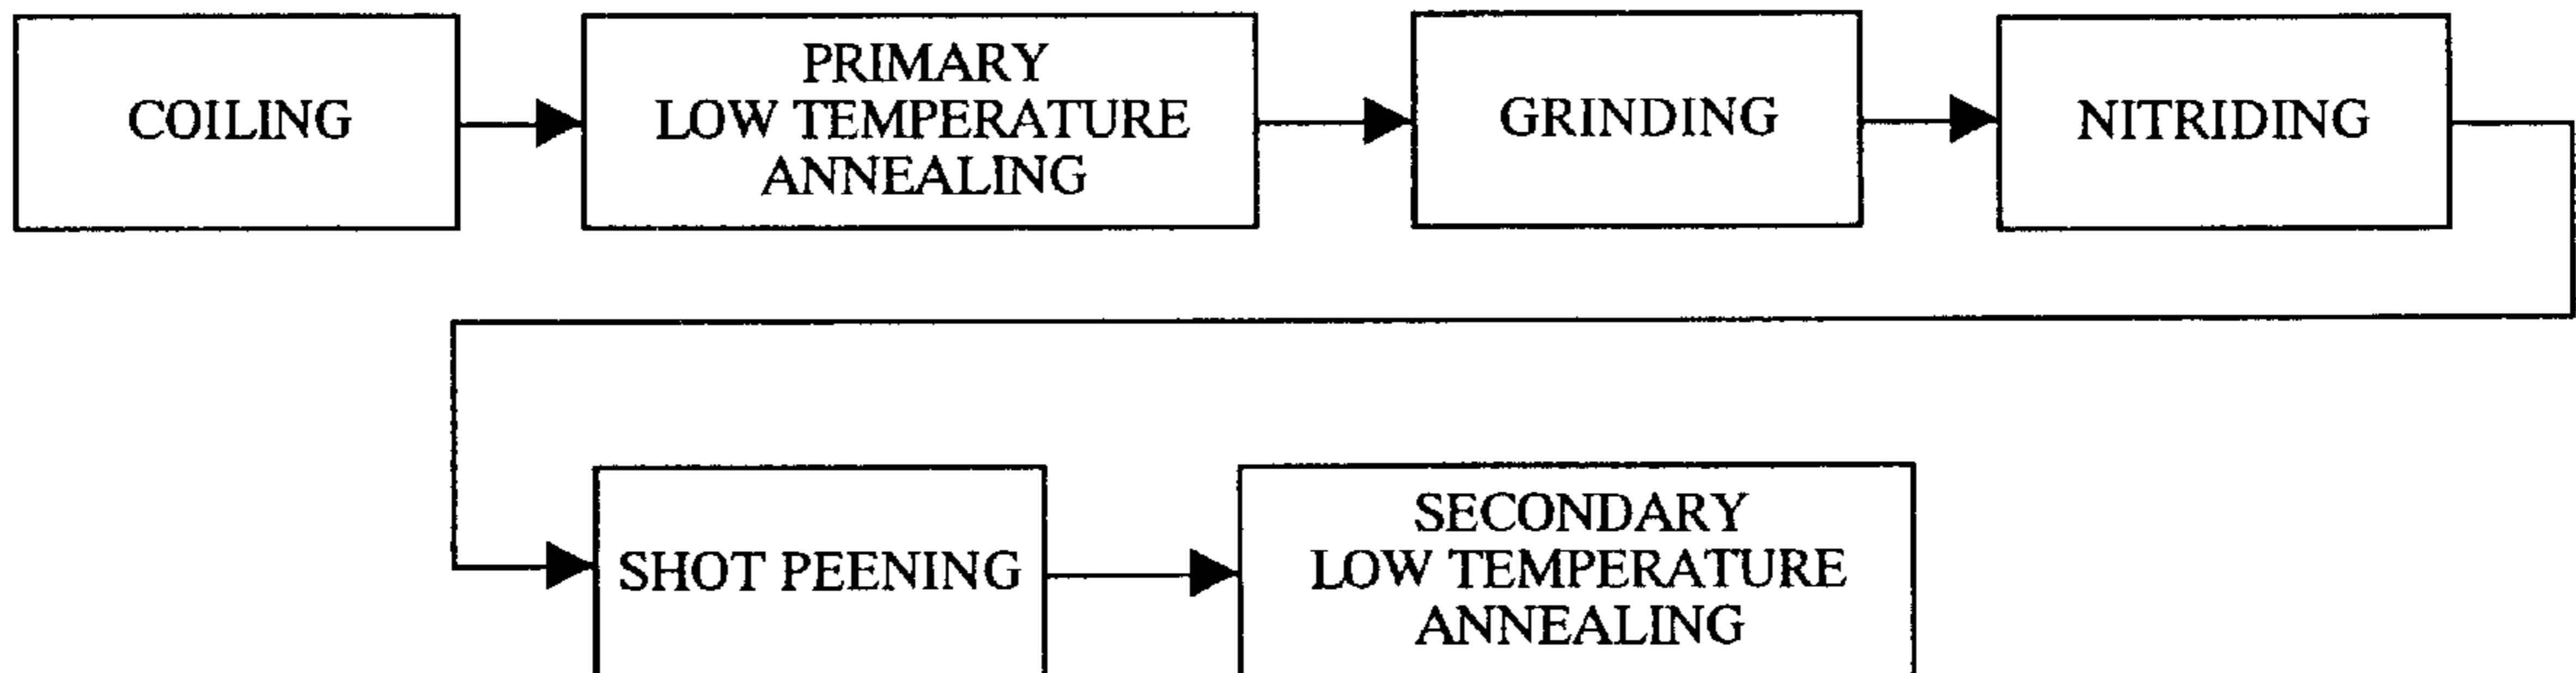 COILING
PRIMARY
LOW TEMPERATURE
ANNEALING
GRINDING
NITRIDING
SHOT PEENING
SECONDARY
LOW TEMPERATURE
ANNEALING